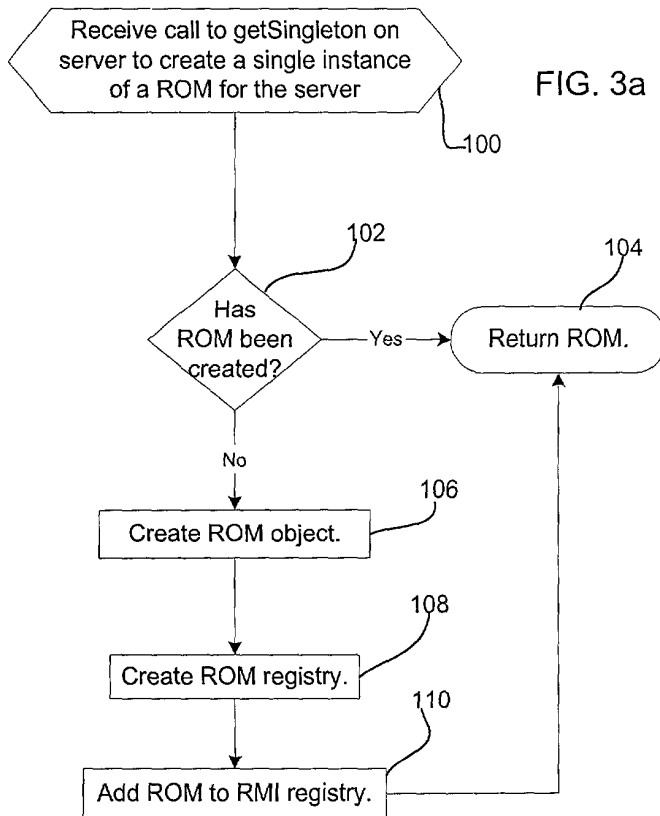 Receive call to getSingleton on
server to create a single instance
of a ROM for the server
FIG. 3a
100
102
Has
ROM been
created?
Yes
104
Return ROM.
No
106
Create ROM object.
108
Create ROM registry.
110
Add ROM to RMI registry.